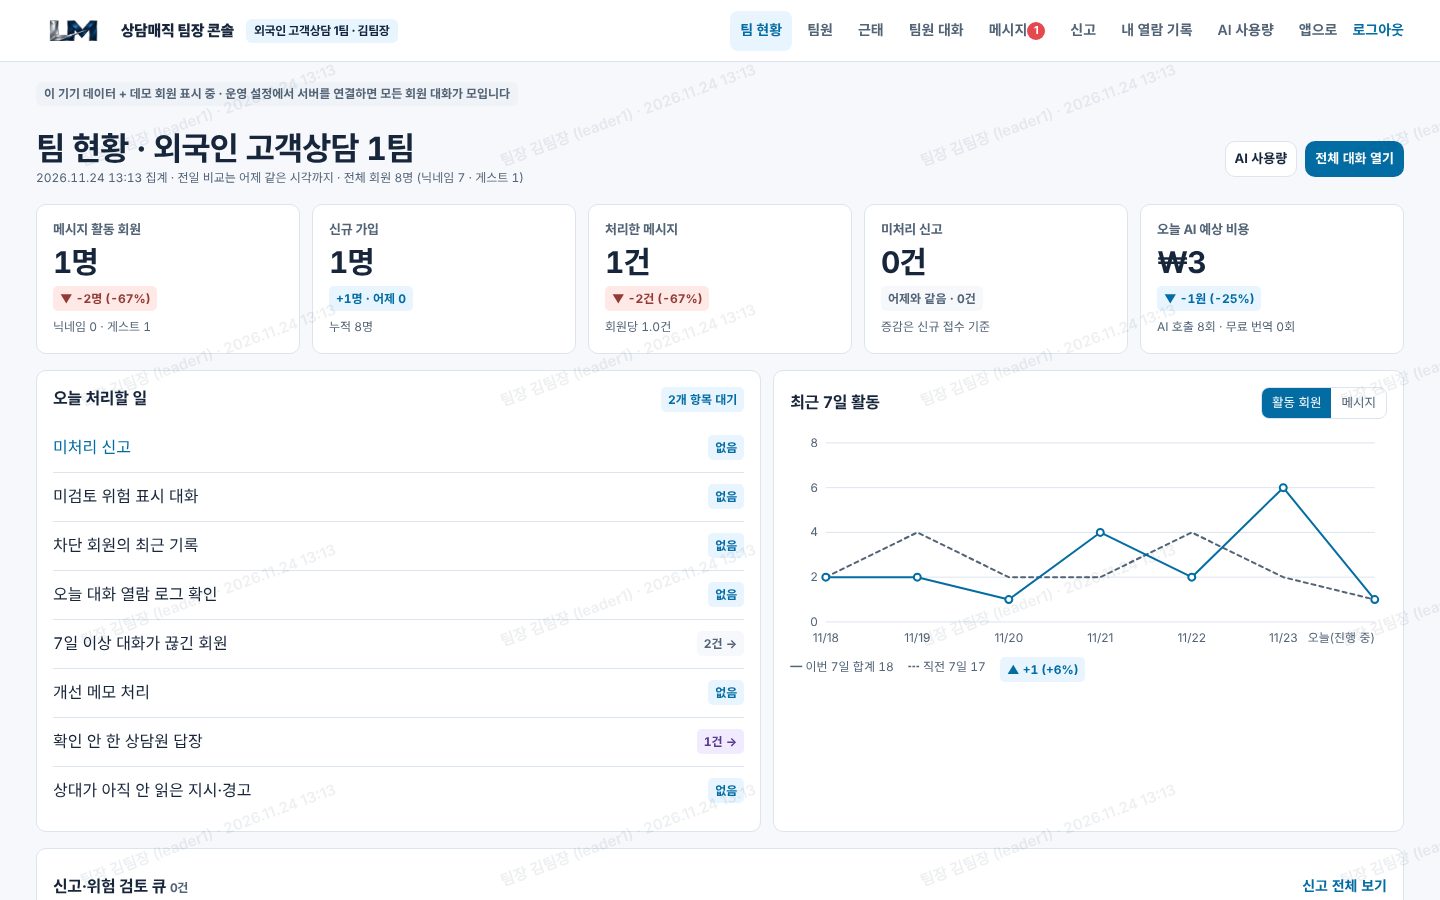 LM 상담매직 팀장 콘솔 외국인 고객상담 1팀 · 김팀장 팀 현황 팀원 근태 팀원 대화 메시지 1 신고 내 열람 기록 AI 사용량 앱으로 로그아웃
이 기기 데이터 + 데모 회원 표시 중 · 운영 설정에서 서버를 연결하면 모든 회원 대화가 모입니다
팀 현황 · 외국인 고객상담 1팀
2026.11.24 13:13 집계 · 전일 비교는 어제 같은 시각까지 · 전체 회원 8명 (닉네임 7 · 게스트 1)
AI 사용량 전체 대화 열기
메시지 활동 회원
1명
▼ -2명 (-67%)
닉네임 0 · 게스트 1
신규 가입
1명
+1명 · 어제 0
누적 8명
처리한 메시지
1건
▼ -2건 (-67%)
회원당 1.0건
미처리 신고
0건
어제와 같음 · 0건
증감은 신규 접수 기준
오늘 AI 예상 비용
₩3
▼ -1원 (-25%)
AI 호출 8회 · 무료 번역 0회
오늘 처리할 일 2개 항목 대기
미처리 신고 없음
미검토 위험 표시 대화 없음
차단 회원의 최근 기록 없음
오늘 대화 열람 로그 확인 없음
7일 이상 대화가 끊긴 회원 2건 →
개선 메모 처리 없음
확인 안 한 상담원 답장 1건 →
상대가 아직 안 읽은 지시·경고 없음
최근 7일 활동 활동 회원 메시지
8
6
4
2
0
11/18 11/19 11/20 11/21 11/22 11/23 오늘(진행 중)
이번 7일 합계 18 직전 7일 17 ▲ +1 (+6%)
신고·위험 검토 큐 0건 신고 전체 보기
팀장 김팀장 (leader1) · 2026.11.24 13:13